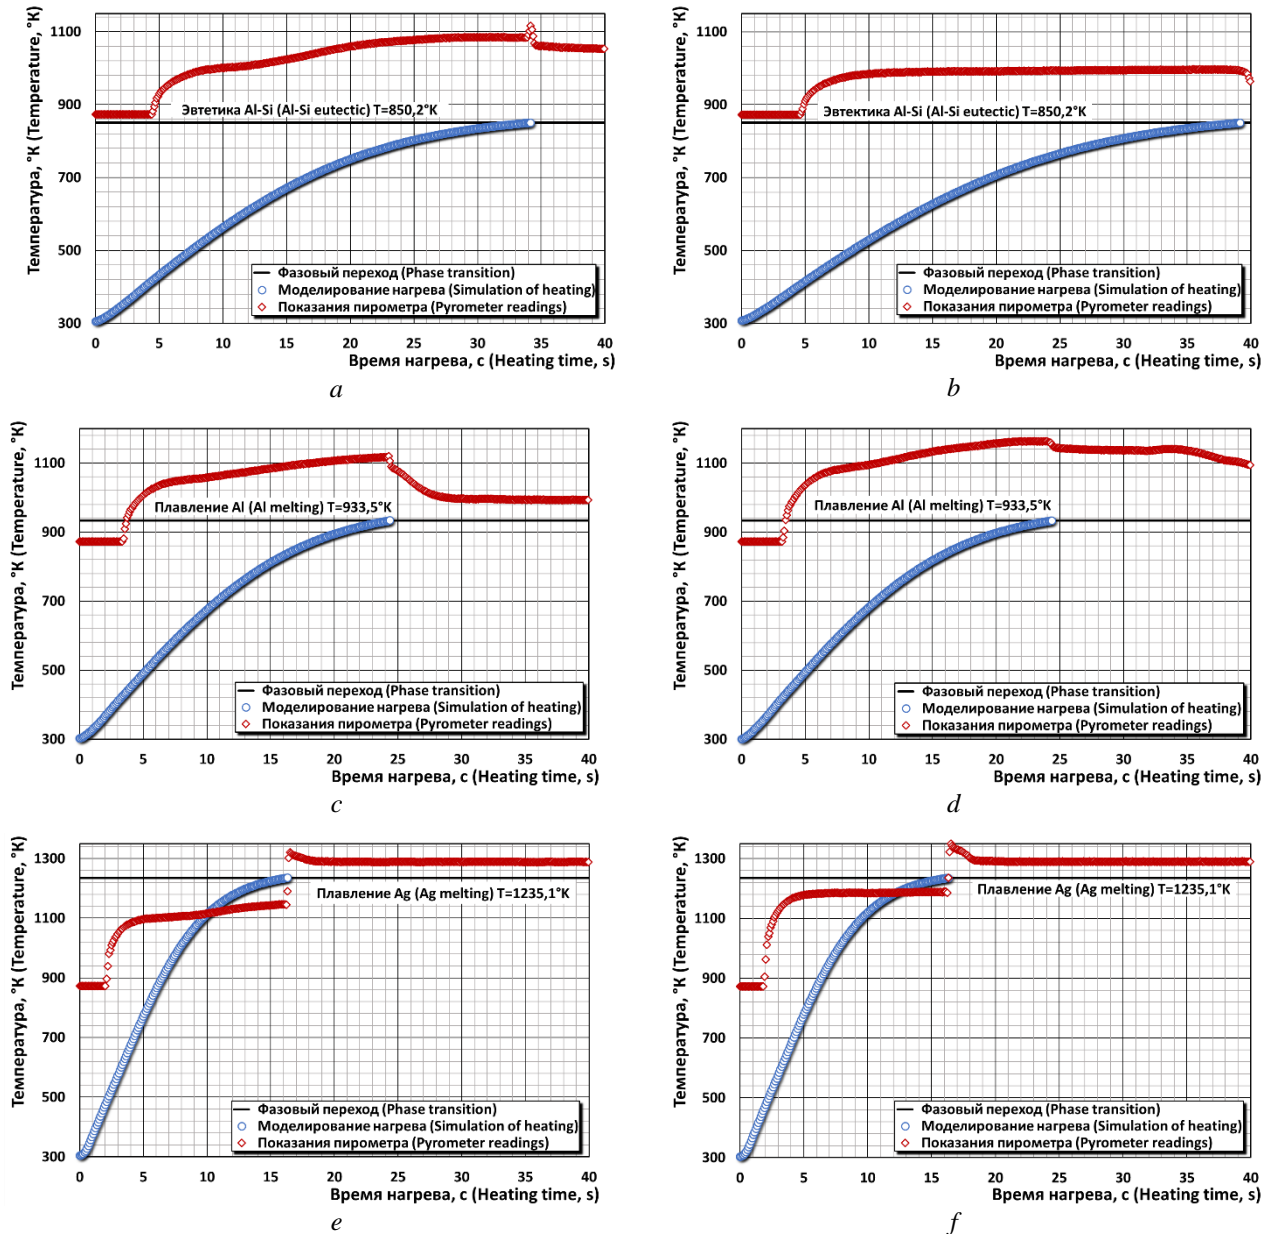 Температура, °К (Temperature, °К)
1100
900
700
500
300
Эвтетика Al-Si (Al-Si eutectic) T=850,2°K
Фазовый переход (Phase transition)
Моделирование нагрева (Simulation of heating)
Показания пирометра (Pyrometer readings)
0 5 10 15 20 25 30 35 40
Время нагрева, с (Heating time, s)
a
Температура, °К (Temperature, °К)
1100
900
700
500
300
Эвтектика Al-Si (Al-Si eutectic) T=850,2°K
Фазовый переход (Phase transition)
Моделирование нагрева (Simulation of heating)
Показания пирометра (Pyrometer readings)
0 5 10 15 20 25 30 35 40
Время нагрева, с (Heating time, s)
b
Температура, °К (Temperature, °К)
1100
900
700
500
300
Плавление Al (Al melting) T=933,5°K
Фазовый переход (Phase transition)
Моделирование нагрева (Simulation of heating)
Показания пирометра (Pyrometer readings)
0 5 10 15 20 25 30 35 40
Время нагрева, с (Heating time, s)
c
Температура, °К (Temperature, °К)
1100
900
700
500
300
Плавление Al (Al melting) T=933,5°K
Фазовый переход (Phase transition)
Моделирование нагрева (Simulation of heating)
Показания пирометра (Pyrometer readings)
0 5 10 15 20 25 30 35 40
Время нагрева, с (Heating time, s)
d
Температура, °К (Temperature, °К)
1300
1100
900
700
500
300
Плавление Ag (Ag melting) T=1235,1°K
Фазовый переход (Phase transition)
Моделирование нагрева (Simulation of heating)
Показания пирометра (Pyrometer readings)
0 5 10 15 20 25 30 35 40
Время нагрева, с (Heating time, s)
e
Температура, °К (Temperature, °К)
1300
1100
900
700
500
300
Плавление Ag (Ag melting) T=1235,1°K
Фазовый переход (Phase transition)
Моделирование нагрева (Simulation of heating)
Показания пирометра (Pyrometer readings)
0 5 10 15 20 25 30 35 40
Время нагрева, с (Heating time, s)
f